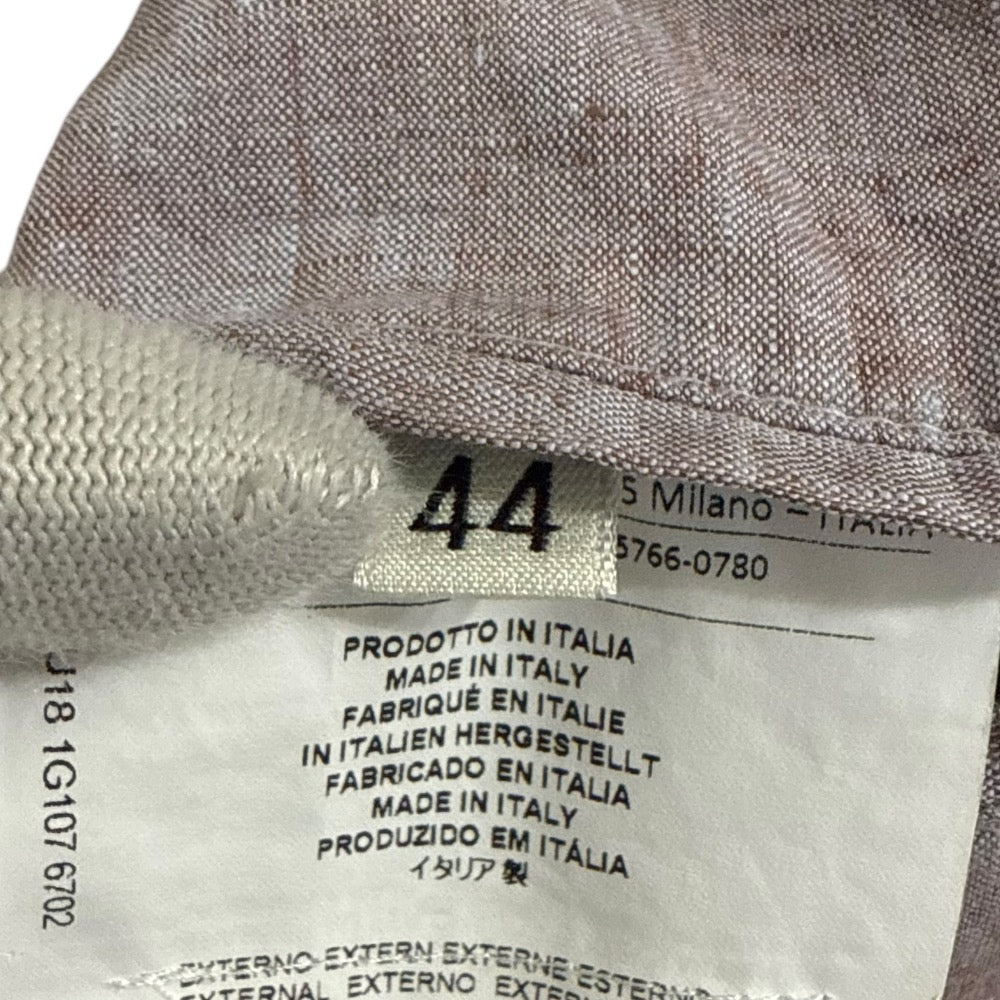 44
5 Milano – ITALIA
5766-0780
PRODOTTO IN ITALIA
MADE IN ITALY
FABRIQUÉ EN ITALIE
IN ITALIEN HERGESTELLT
FABRICADO EN ITALIA
MADE IN ITALY
PRODUZIDO EM ITÁLIA
イタリア製
J18 1G107 6702
EXTERNO EXTERN EXTERNE ESTERNO
EXTERNAL EXTERNO